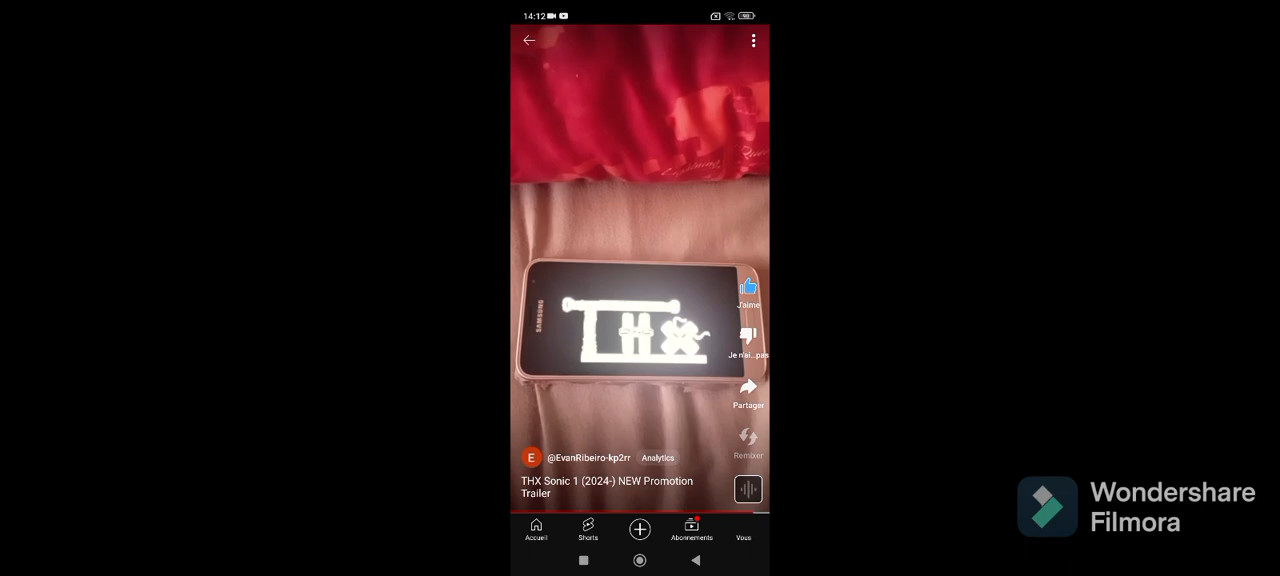 14:12
SAMSUNG
J'aime
Je n'ai...pas
Partager
Remixer
E @EvanRibeiro-kp2rr Analytics
THX Sonic 1 (2024-) NEW Promotion
Trailer
Accueil Shorts Abonnements Vous
Wondershare
Filmora